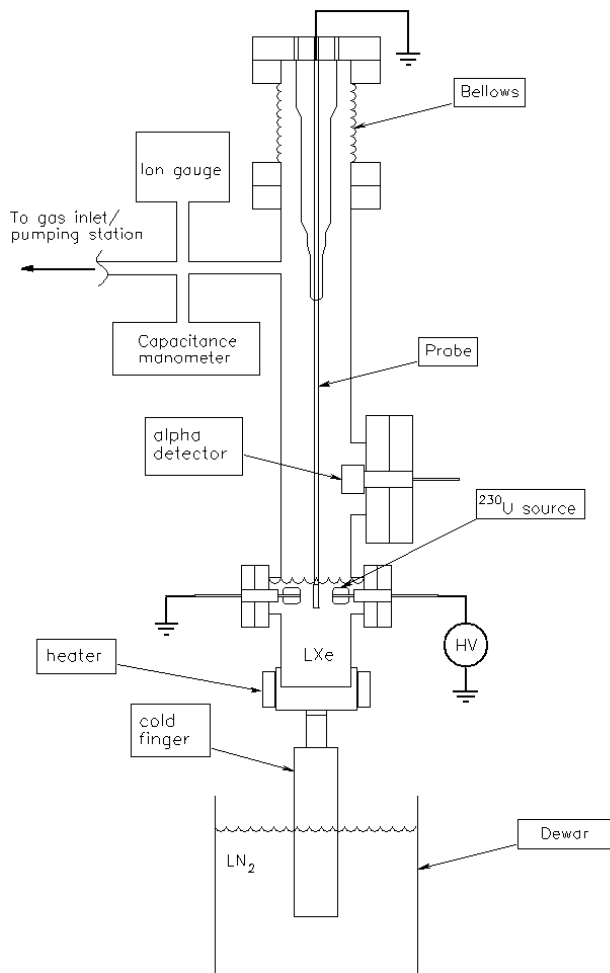 Bellows
Ion gauge
To gas inlet/
pumping station
Capacitance
manometer
Probe
alpha
detector
²³⁰U source
HV
LXe
heater
cold
finger
Dewar
LN₂